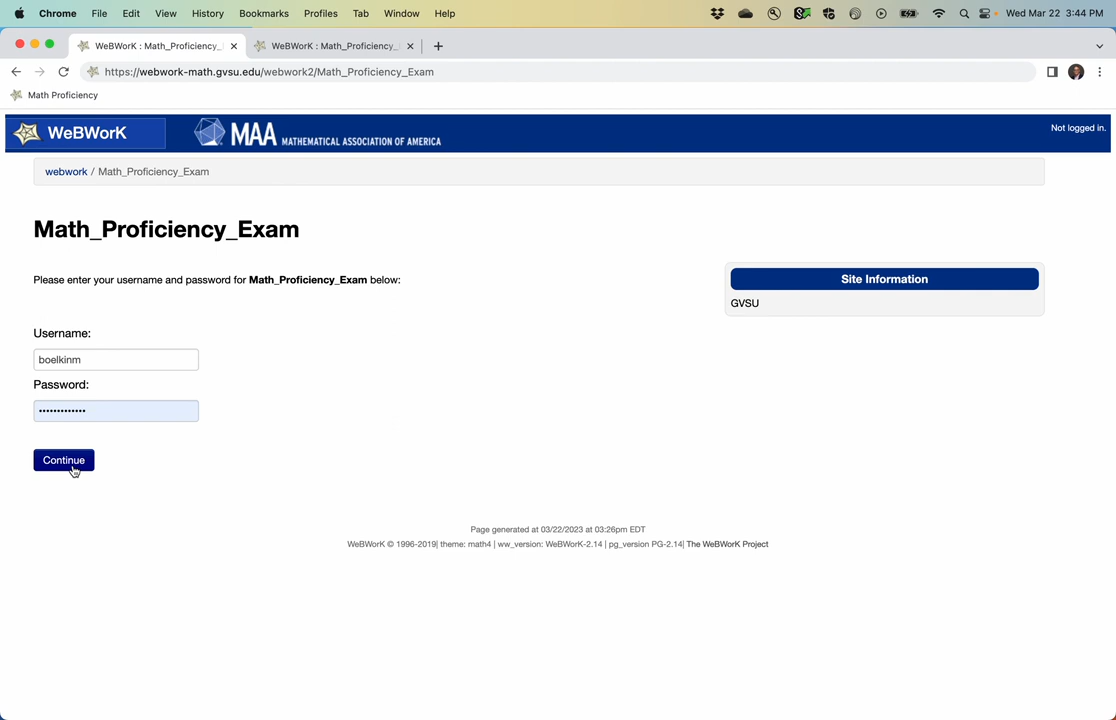 Chrome File Edit View History Bookmarks Profiles Tab Window Help Wed Mar 22 3:44 PM
WeBWorK : Math_Proficiency_ WeBWorK : Math_Proficiency_
https://webwork-math.gvsu.edu/webwork2/Math_Proficiency_Exam
Math Proficiency
WeBWorK MAA MATHEMATICAL ASSOCIATION OF AMERICA Not logged in.
webwork / Math_Proficiency_Exam
Math_Proficiency_Exam
Please enter your username and password for Math_Proficiency_Exam below:
Site Information
GVSU
Username:
boelkinm
Password:
•••••••••••••
Continue
Page generated at 03/22/2023 at 03:26pm EDT
WeBWorK © 1996-2019| theme: math4 | ww_version: WeBWorK-2.14 | pg_version PG-2.14| The WeBWorK Project